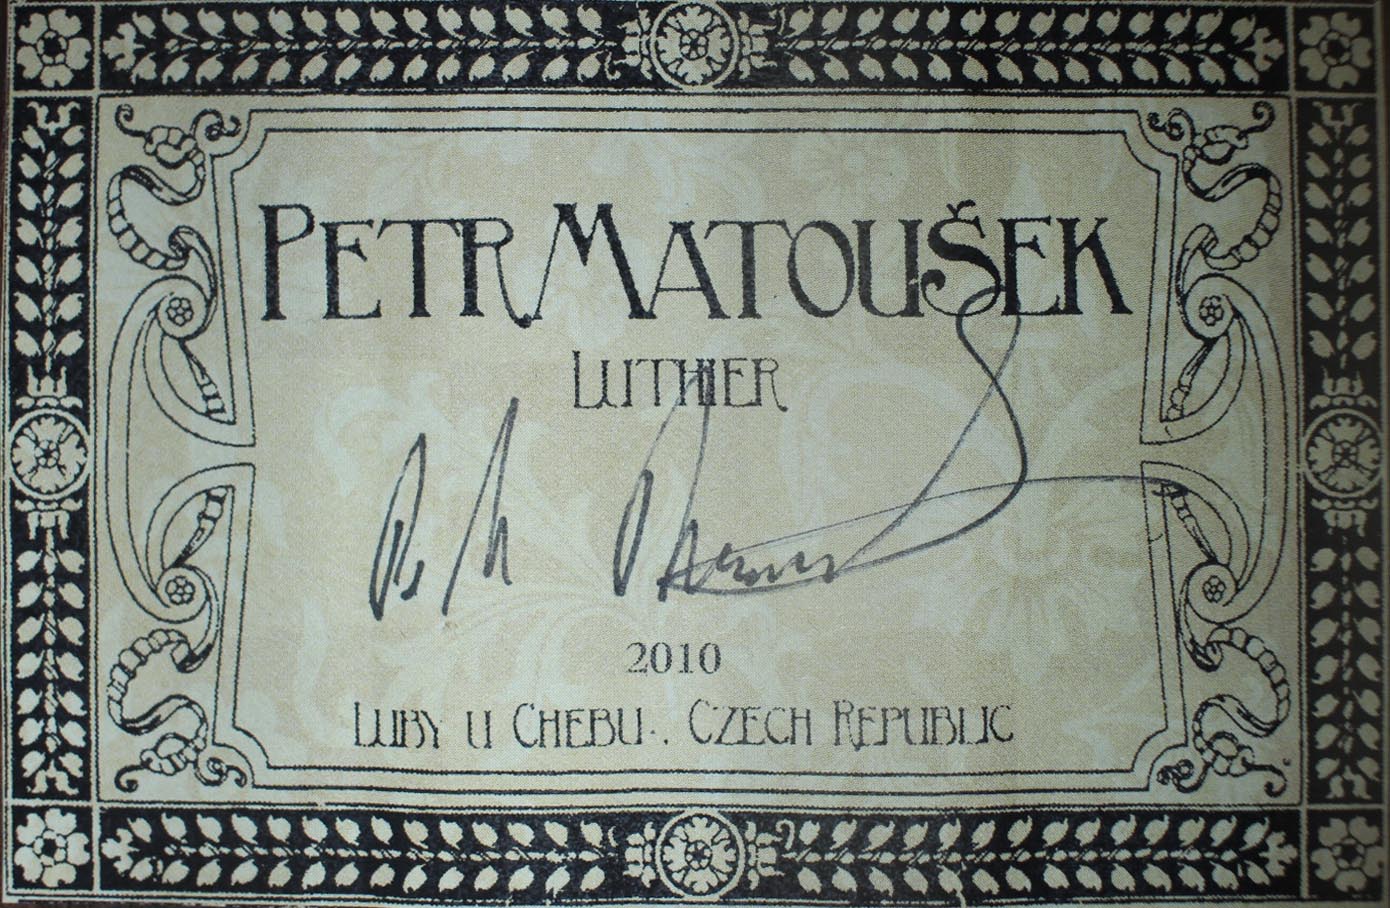 PETR MATOUŠEK
LUTHIER
2010
LUBY U CHEBU . CZECH REPUBLIC